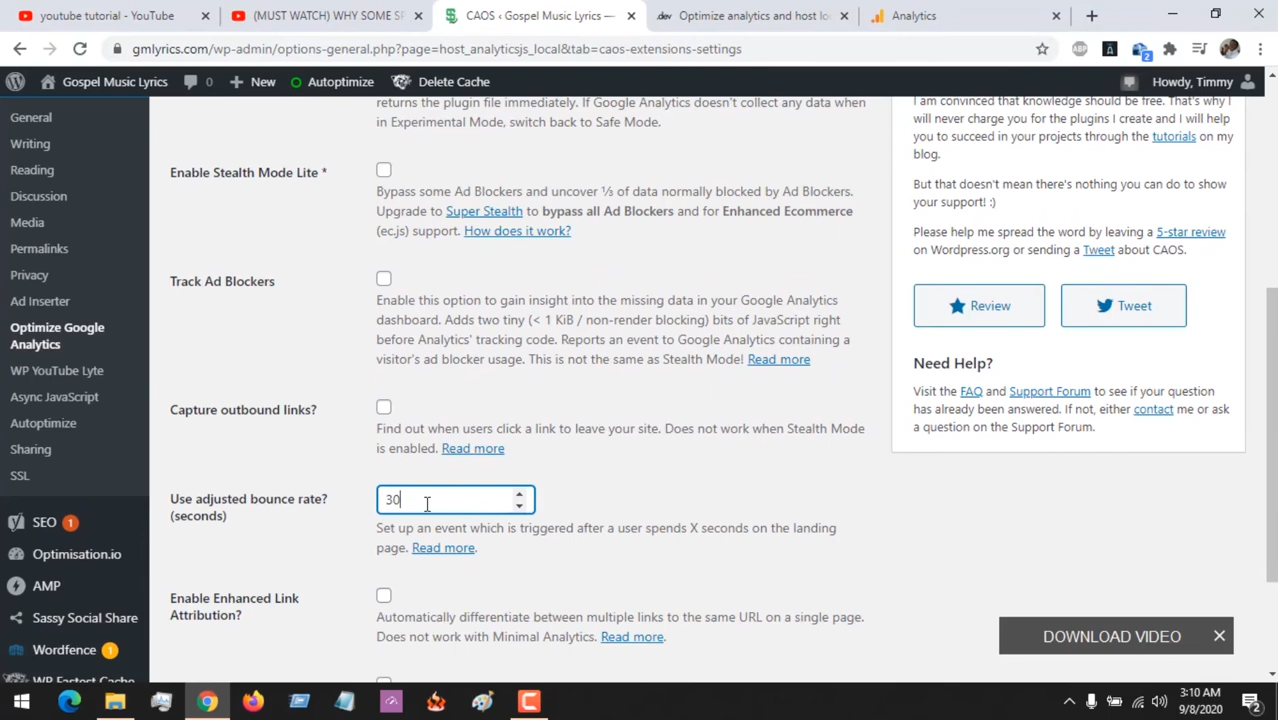 youtube tutorial - YouTube
(MUST WATCH) WHY SOME SP
CAOS ‹ Gospel Music Lyrics —
.dev
Optimize analytics and host lo
Analytics
gmlyrics.com/wp-admin/options-general.php?page=host_analyticsjs_local&tab=caos-extensions-settings
ABP
2
Gospel Music Lyrics
0
New
Autoptimize
Delete Cache
Howdy, Timmy
General
Writing
Reading
Discussion
Media
Permalinks
Privacy
Ad Inserter
Optimize Google
Analytics
WP YouTube Lyte
Async JavaScript
Autoptimize
Sharing
SSL
SEO 1
Optimisation.io
AMP
Sassy Social Share
Wordfence 1
WP Fastest Cache
returns the plugin file immediately. If Google Analytics doesn't collect any data when
in Experimental Mode, switch back to Safe Mode.
Enable Stealth Mode Lite *
Bypass some Ad Blockers and uncover ⅓ of data normally blocked by Ad Blockers.
Upgrade to Super Stealth to bypass all Ad Blockers and for Enhanced Ecommerce
(ec.js) support. How does it work?
Track Ad Blockers
Enable this option to gain insight into the missing data in your Google Analytics
dashboard. Adds two tiny (< 1 KiB / non-render blocking) bits of JavaScript right
before Analytics' tracking code. Reports an event to Google Analytics containing a
visitor's ad blocker usage. This is not the same as Stealth Mode! Read more
Capture outbound links?
Find out when users click a link to leave your site. Does not work when Stealth Mode
is enabled. Read more
Use adjusted bounce rate?
(seconds)
30
Set up an event which is triggered after a user spends X seconds on the landing
page. Read more.
Enable Enhanced Link
Attribution?
Automatically differentiate between multiple links to the same URL on a single page.
Does not work with Minimal Analytics. Read more.
I am convinced that knowledge should be free. That's why I
will never charge you for the plugins I create and I will help
you to succeed in your projects through the tutorials on my
blog.
But that doesn't mean there's nothing you can do to show
your support! :)
Please help me spread the word by leaving a 5-star review
on Wordpress.org or sending a Tweet about CAOS.
Review
Tweet
Need Help?
Visit the FAQ and Support Forum to see if your question
has already been answered. If not, either contact me or ask
a question on the Support Forum.
DOWNLOAD VIDEO
3:10 AM
9/8/2020
2